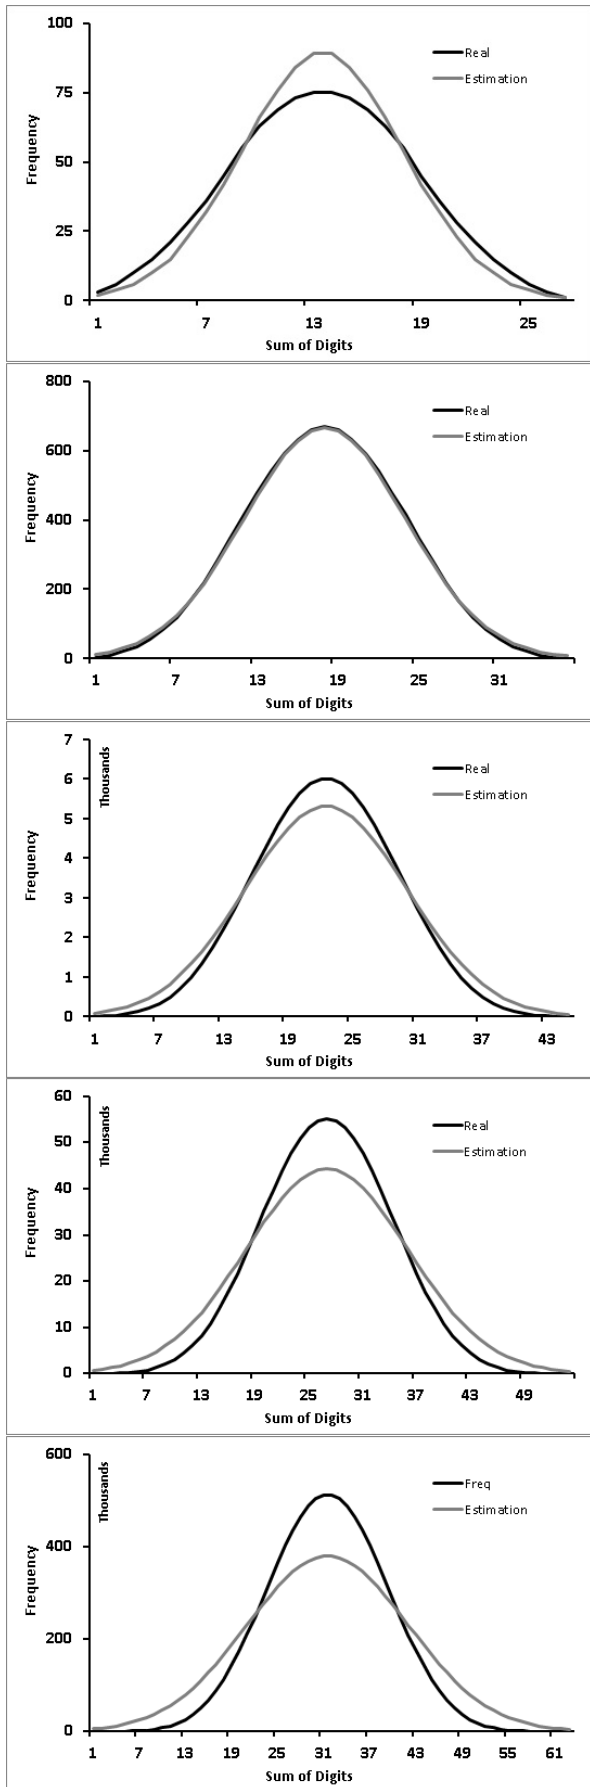 100
75
50
25
0
Frequency
Real
Estimation
1 7 13 19 25
Sum of Digits
800
600
400
200
0
Frequency
Real
Estimation
1 7 13 19 25 31
Sum of Digits
7
6
5
4
3
2
1
0
Thousands
Frequency
Real
Estimation
1 7 13 19 25 31 37 43
Sum of Digits
60
50
40
30
20
10
0
Thousands
Frequency
Real
Estimation
1 7 13 19 25 31 37 43 49
Sum of Digits
600
400
200
0
Thousands
Frequency
Freq
Estimation
1 7 13 19 25 31 37 43 49 55 61
Sum of Digits